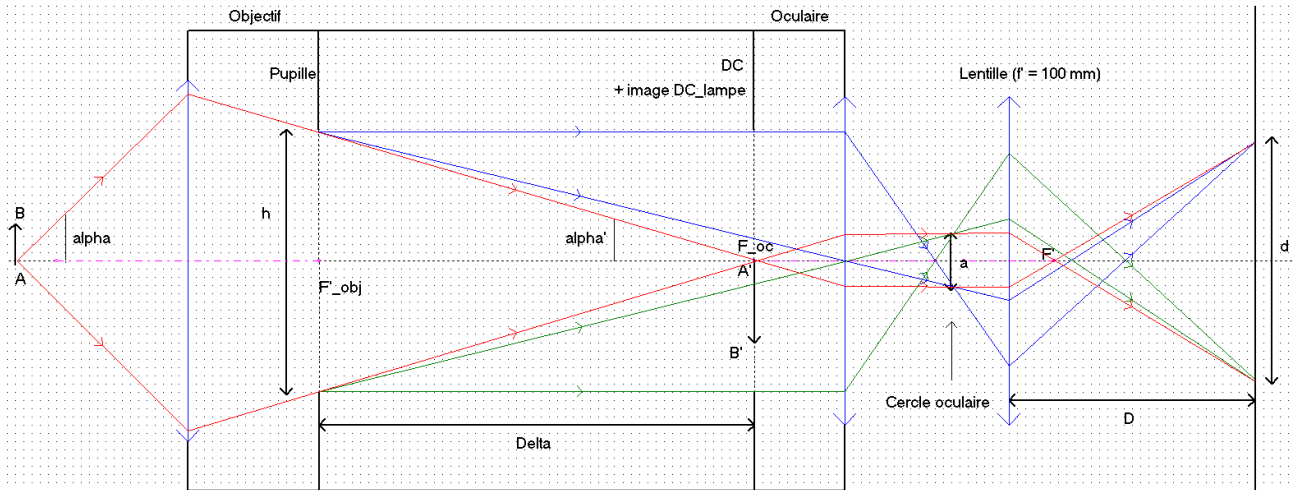 Objectif
Oculaire
Pupille
DC
+ image DC_lampe
Lentille (f' = 100 mm)
B
h
alpha
alpha'
F_oc
A
A'
F'_obj
a
F'
d
B'
Cercle oculaire
D
Delta